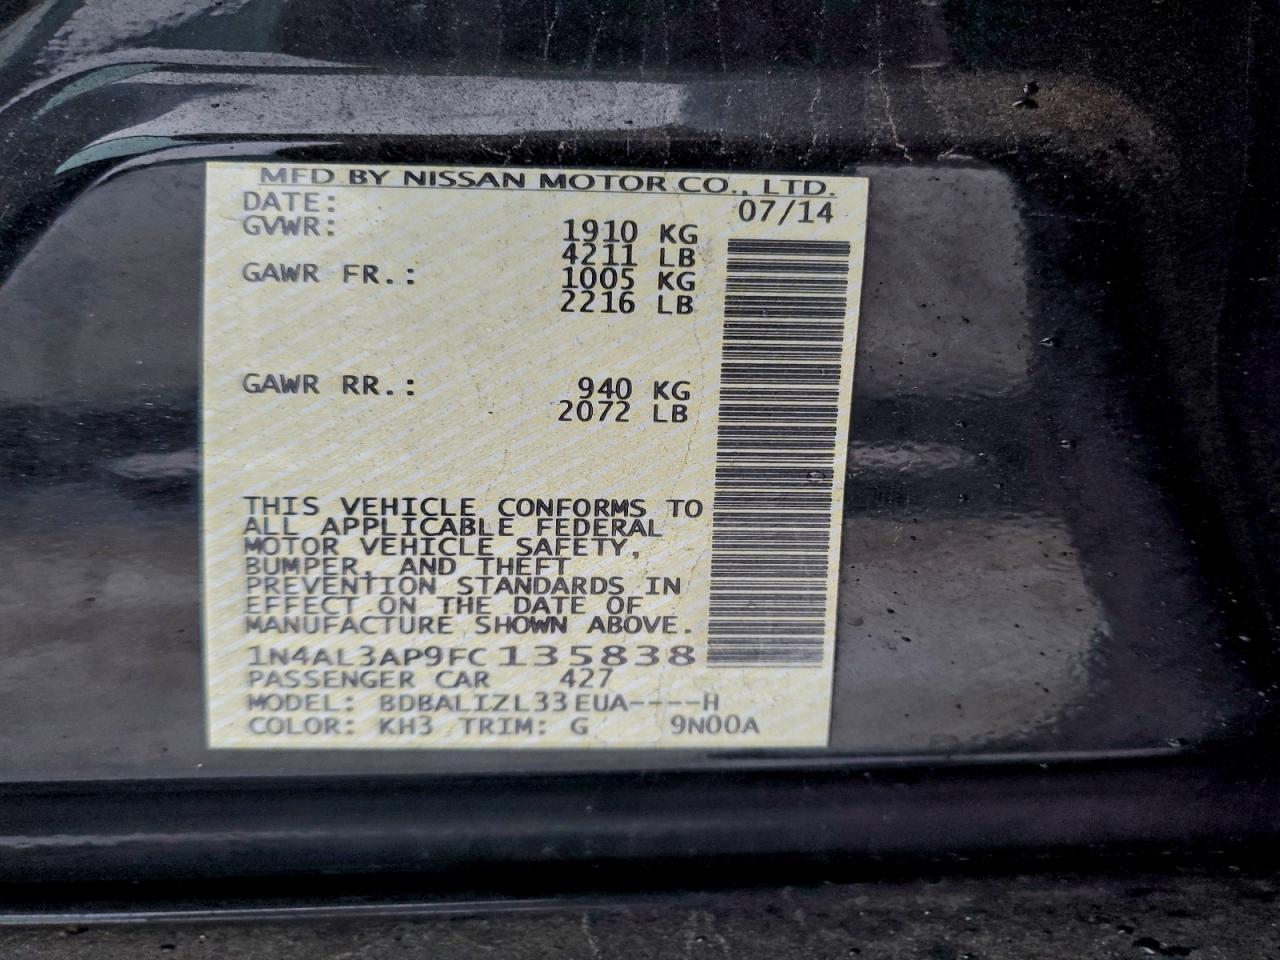 MFD BY NISSAN MOTOR CO., LTD.
DATE: 07/14
GVWR: 1910 KG
4211 LB
GAWR FR.: 1005 KG
2216 LB
GAWR RR.: 940 KG
2072 LB
THIS VEHICLE CONFORMS TO
ALL APPLICABLE FEDERAL
MOTOR VEHICLE SAFETY,
BUMPER, AND THEFT
PREVENTION STANDARDS IN
EFFECT ON THE DATE OF
MANUFACTURE SHOWN ABOVE.
1N4AL3AP9FC135838
PASSENGER CAR 427
MODEL: BDBALIZL33EUA----H
COLOR: KH3 TRIM: G 9N00A